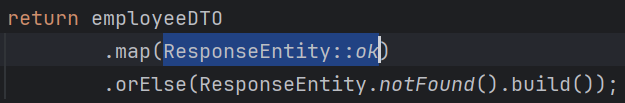 return employeeDTO
.map(ResponseEntity::ok)
.orElse(ResponseEntity.notFound().build());